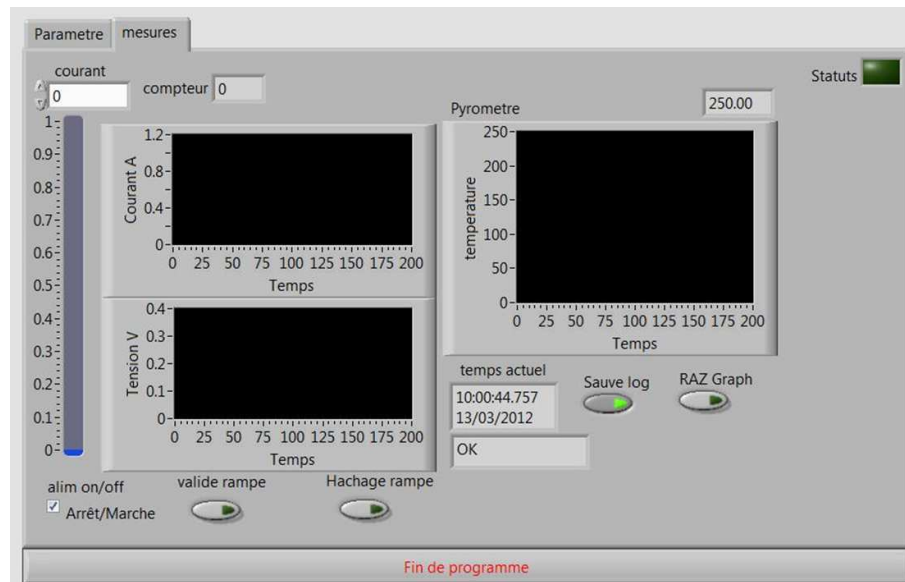 Parametre
mesures
courant
0
compteur
0
Statuts
1
0.9
0.8
0.7
0.6
0.5
0.4
0.3
0.2
0.1
0
Courant A
1.2
0.8
0.4
0
0 25 50 75 100 125 150 175 200
Temps
Tension V
0.4
0.3
0.2
0.1
0
0 25 50 75 100 125 150 175 200
Temps
Pyrometre
250.00
temperature
250
200
150
100
50
0
0 25 50 75 100 125 150 175 200
Temps
temps actuel
10:00:44.757
13/03/2012
OK
Sauve log
RAZ Graph
alim on/off
Arrêt/Marche
valide rampe
Hachage rampe
Fin de programme